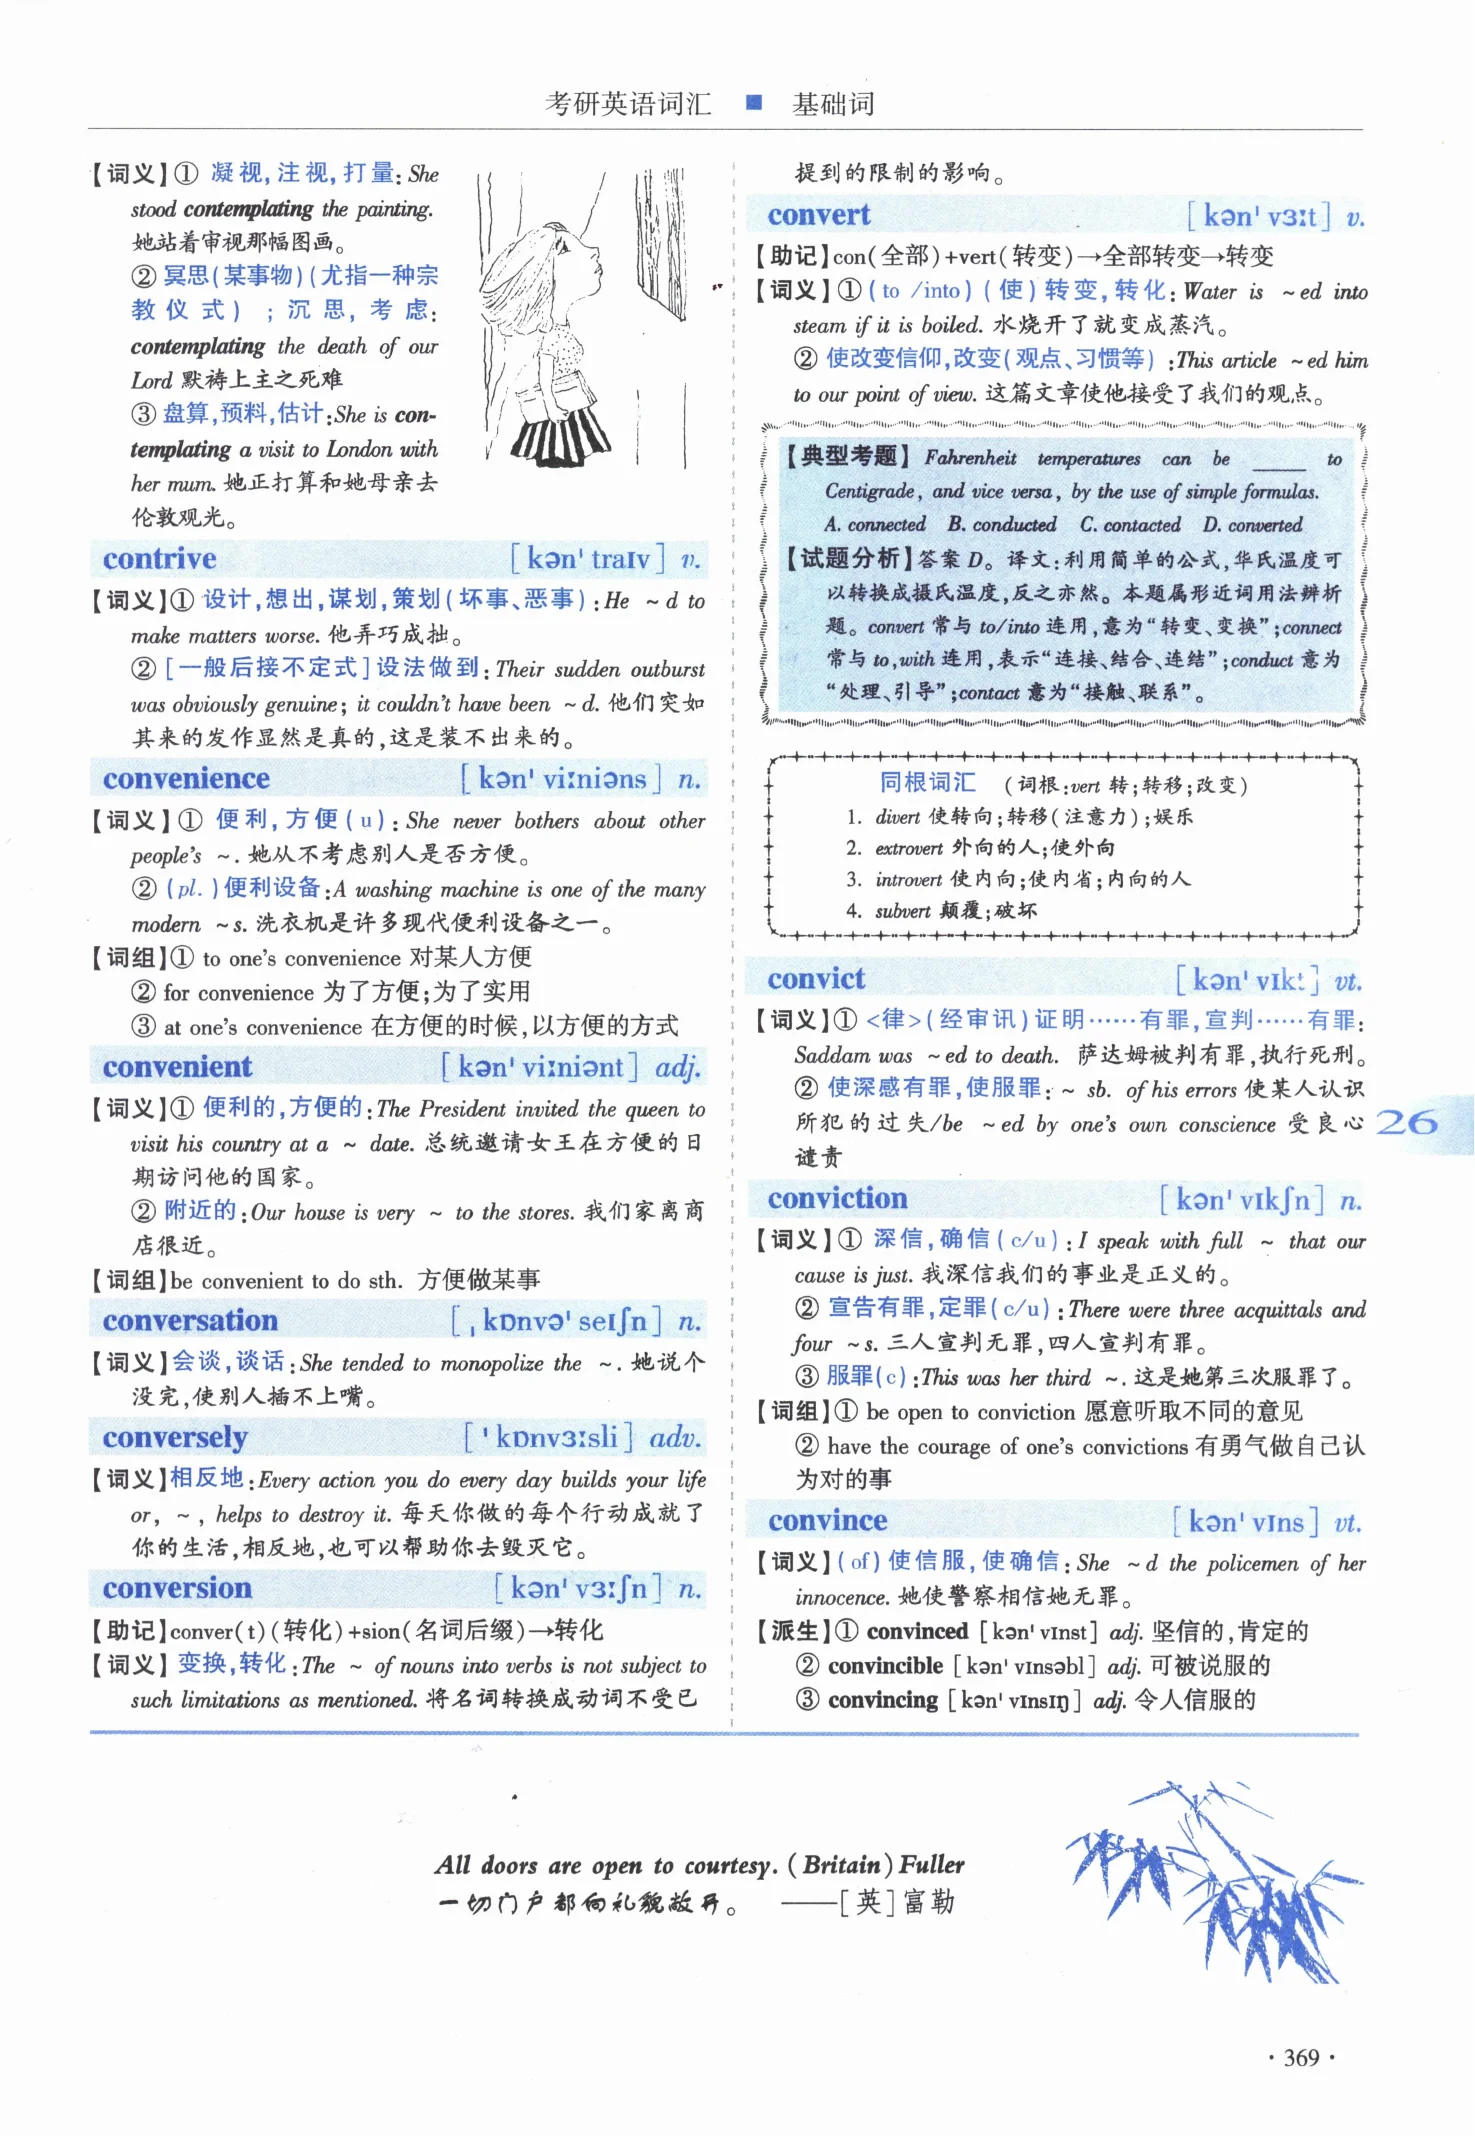 考研英语词汇 ■ 基础词
【词义】① 凝视,注视,打量:She
stood contemplating the painting.
她站着审视那幅图画。
② 冥思(某事物)(尤指一种宗
教仪式);沉思,考虑:
contemplating the death of our
Lord 默祷上主之死难
③ 盘算,预料,估计:She is con-
templating a visit to London with
her mum. 她正打算和她母亲去
伦敦观光。
contrive [kən'traɪv] v.
【词义】① 设计,想出,谋划,策划(坏事、恶事):He ~d to
make matters worse. 他弄巧成拙。
② [一般后接不定式]设法做到:Their sudden outburst
was obviously genuine; it couldn't have been ~d. 他们突如
其来的发作显然是真的,这是装不出来的。
convenience [kən'viːniəns] n.
【词义】① 便利,方便(u):She never bothers about other
people's ~. 她从不考虑别人是否方便。
② (pl.)便利设备:A washing machine is one of the many
modern ~s. 洗衣机是许多现代便利设备之一。
【词组】① to one's convenience 对某人方便
② for convenience 为了方便;为了实用
③ at one's convenience 在方便的时候,以方便的方式
convenient [kən'viːniənt] adj.
【词义】① 便利的,方便的:The President invited the queen to
visit his country at a ~ date. 总统邀请女王在方便的日
期访问他的国家。
② 附近的:Our house is very ~ to the stores. 我们家离商
店很近。
【词组】be convenient to do sth. 方便做某事
conversation [ˌkɒnvə'seɪʃn] n.
【词义】会谈,谈话:She tended to monopolize the ~. 她说个
没完,使别人插不上嘴。
conversely ['kɒnvɜːsli] adv.
【词义】相反地:Every action you do every day builds your life
or, ~, helps to destroy it. 每天你做的每个行动成就了
你的生活,相反地,也可以帮助你去毁灭它。
conversion [kən'vɜːʃn] n.
【助记】conver(t)(转化)+sion(名词后缀)→转化
【词义】变换,转化:The ~ of nouns into verbs is not subject to
such limitations as mentioned. 将名词转换成动词不受已
提到的限制的影响。
convert [kən'vɜːt] v.
【助记】con(全部)+vert(转变)→全部转变→转变
【词义】①(to /into)(使)转变,转化:Water is ~ed into
steam if it is boiled. 水烧开了就变成蒸汽。
② 使改变信仰,改变(观点、习惯等):This article ~ed him
to our point of view. 这篇文章使他接受了我们的观点。
【典型考题】Fahrenheit temperatures can be ____ to
Centigrade, and vice versa, by the use of simple formulas.
A. connected B. conducted C. contacted D. converted
【试题分析】答案 D。译文:利用简单的公式,华氏温度可
以转换成摄氏温度,反之亦然。本题属形近词用法辨析
题。convert 常与 to/into 连用,意为“转变、变换”;connect
常与 to,with 连用,表示“连接、结合、连结”;conduct 意为
“处理、引导”;contact 意为“接触、联系”。
同根词汇 (词根:vert 转;转移;改变)
1. divert 使转向;转移(注意力);娱乐
2. extrovert 外向的人;使外向
3. introvert 使内向;使内省;内向的人
4. subvert 颠覆;破坏
convict [kən'vɪkt] vt.
【词义】① <律>(经审讯)证明……有罪,宣判……有罪:
Saddam was ~ed to death. 萨达姆被判有罪,执行死刑。
② 使深感有罪,使服罪:~ sb. of his errors 使某人认识
所犯的过失/be ~ed by one's own conscience 受良心
谴责
26
conviction [kən'vɪkʃn] n.
【词义】① 深信,确信(c/u):I speak with full ~ that our
cause is just. 我深信我们的事业是正义的。
② 宣告有罪,定罪(c/u):There were three acquittals and
four ~s. 三人宣判无罪,四人宣判有罪。
③ 服罪(c):This was her third ~. 这是她第三次服罪了。
【词组】① be open to conviction 愿意听取不同的意见
② have the courage of one's convictions 有勇气做自己认
为对的事
convince [kən'vɪns] vt.
【词义】(of)使信服,使确信:She ~d the policemen of her
innocence. 她使警察相信她无罪。
【派生】① convinced [kən'vɪnst] adj. 坚信的,肯定的
② convincible [kən'vɪnsəbl] adj. 可被说服的
③ convincing [kən'vɪnsɪŋ] adj. 令人信服的
All doors are open to courtesy. (Britain) Fuller
一切门户都向礼貌敞开。 ——[英]富勒
·369·